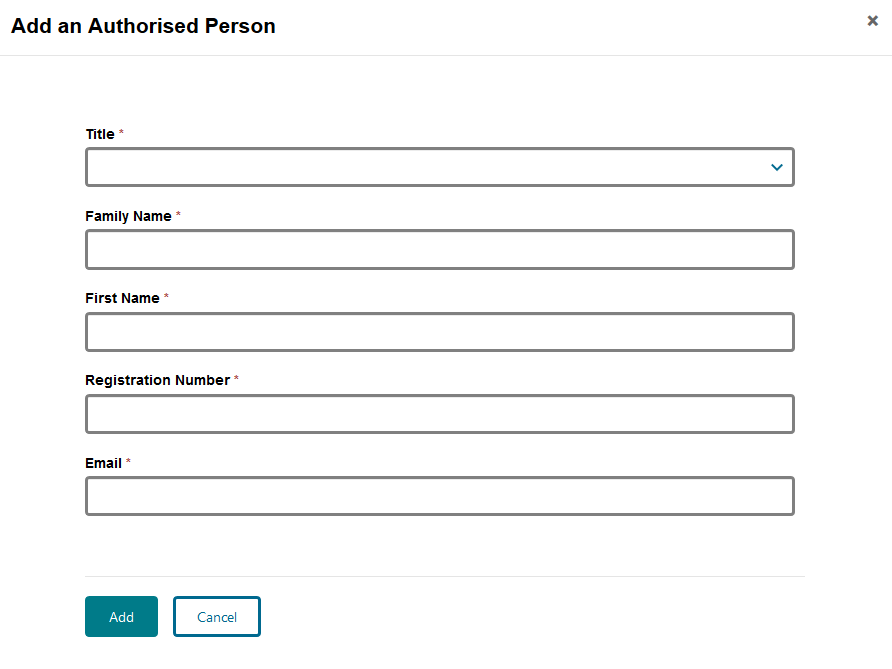 Add an Authorised Person
×
Title *
Family Name *
First Name *
Registration Number *
Email *
Add
Cancel